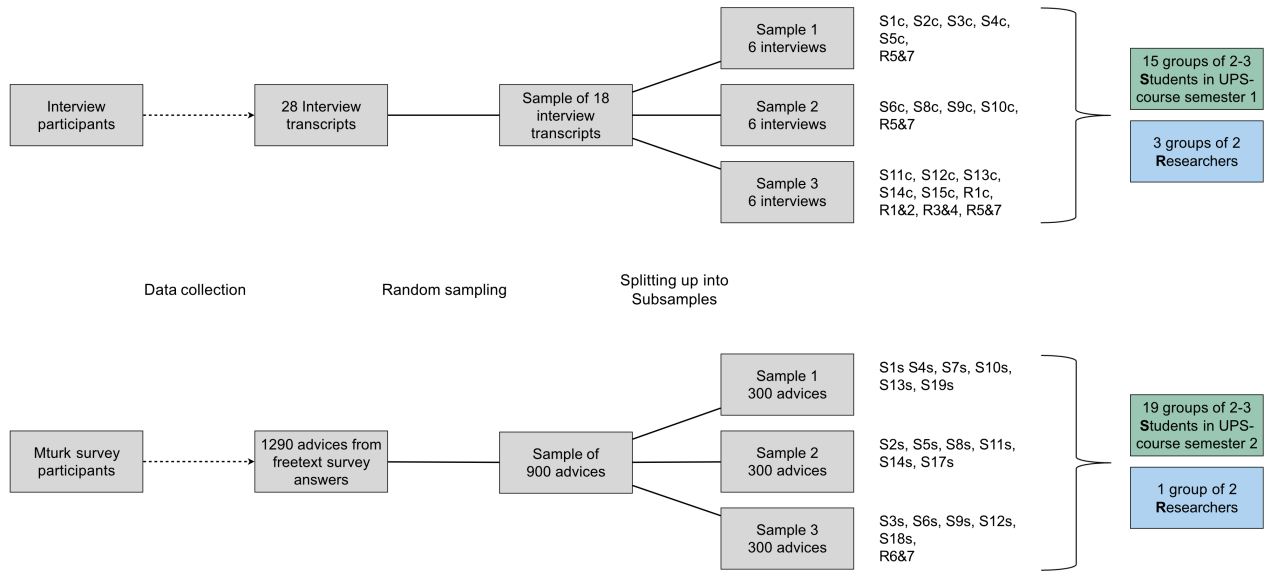 Interview
participants
28 Interview
transcripts
Sample of 18
interview
transcripts
Sample 1
6 interviews
S1c, S2c, S3c, S4c,
S5c,
R5&7
Sample 2
6 interviews
S6c, S8c, S9c, S10c,
R5&7
Sample 3
6 interviews
S11c, S12c, S13c,
S14c, S15c, R1c,
R1&2, R3&4, R5&7
15 groups of 2-3
Students in UPS-
course semester 1
3 groups of 2
Researchers
Data collection
Random sampling
Splitting up into
Subsamples
Mturk survey
participants
1290 advices from
freetext survey
answers
Sample of
900 advices
Sample 1
300 advices
S1s S4s, S7s, S10s,
S13s, S19s
Sample 2
300 advices
S2s, S5s, S8s, S11s,
S14s, S17s
Sample 3
300 advices
S3s, S6s, S9s, S12s,
S18s,
R6&7
19 groups of 2-3
Students in UPS-
course semester 2
1 group of 2
Researchers